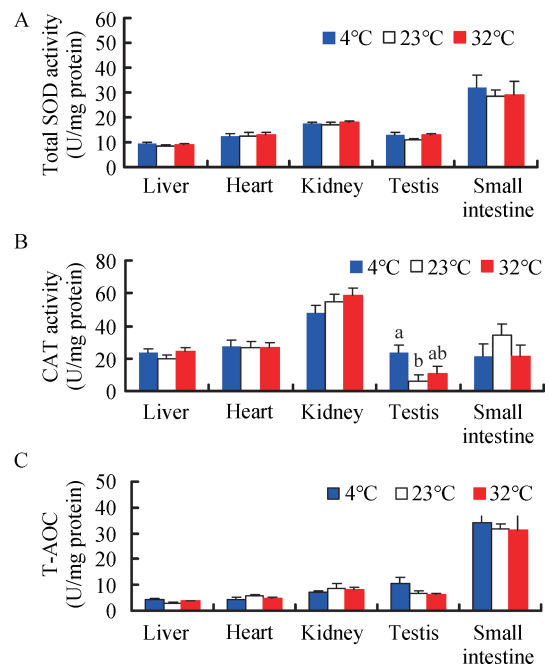 A
4°C 23°C 32°C
Total SOD activity
(U/mg protein)
60
50
40
30
20
10
0
Liver Heart Kidney Testis Small
intestine
B
4°C 23°C 32°C
CAT activity
(U/mg protein)
80
60
40
20
0
a
b
ab
Liver Heart Kidney Testis Small
intestine
C
4°C 23°C 32°C
T-AOC
(U/mg protein)
50
40
30
20
10
0
Liver Heart Kidney Testis Small
intestine